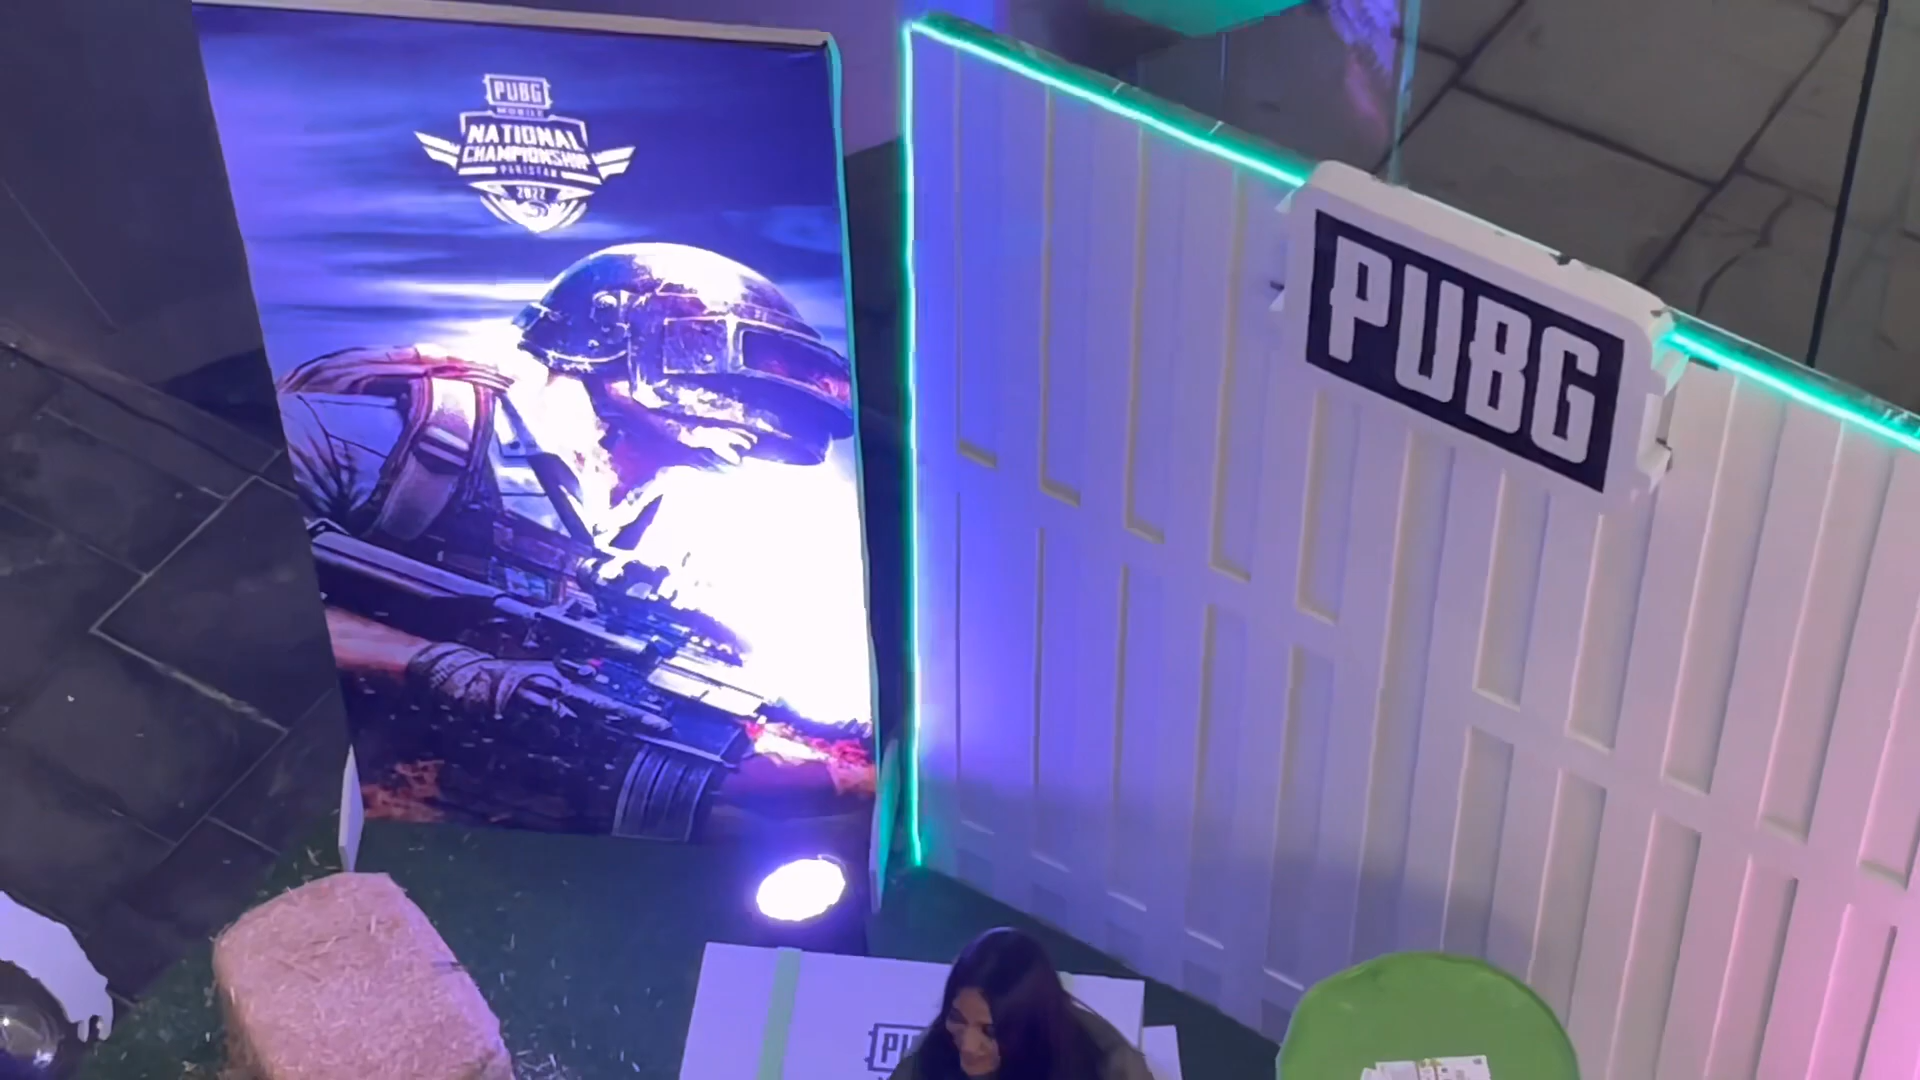 PUBG
MOBILE
NATIONAL
CHAMPIONSHIP
PAKISTAN
2022
PUBG